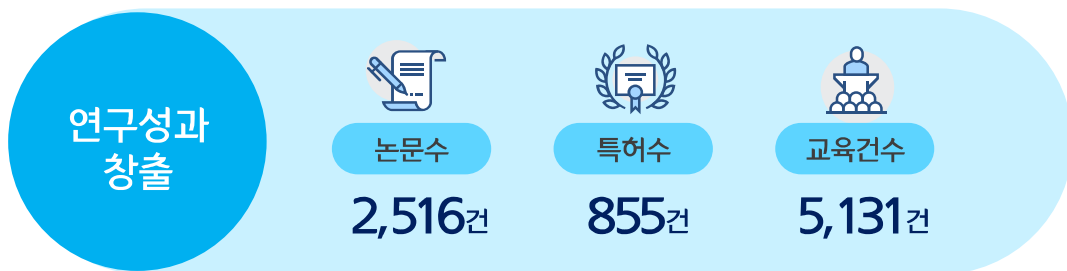 연구성과
창출
논문수
특허수
교육건수
2,516건
855건
5,131건